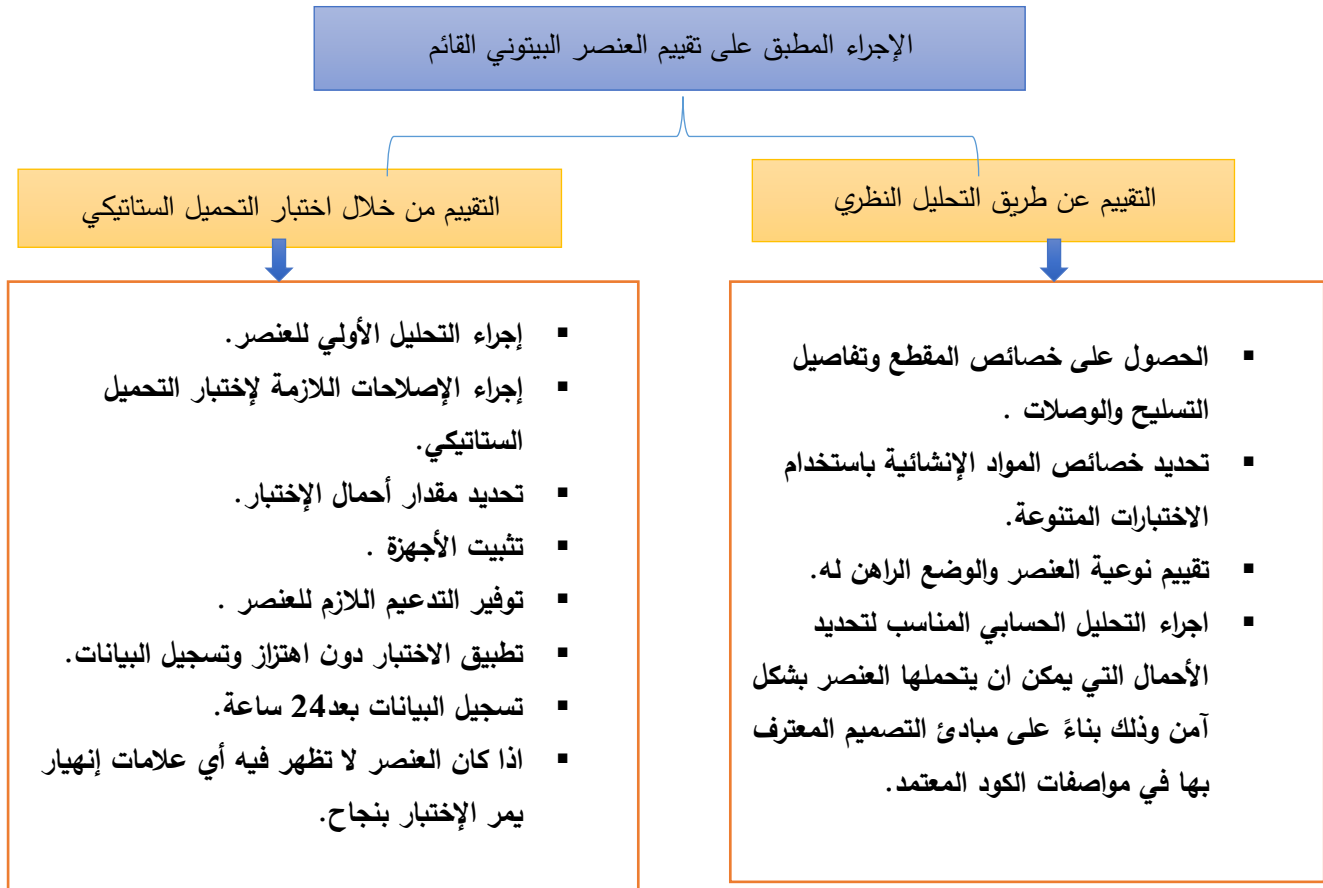 الإجراء المطبق على تقييم العنصر البيتوني القائم
التقييم عن طريق التحليل النظري
▪ الحصول على خصائص المقطع وتفاصيل
التسليح والوصلات .
▪ تحديد خصائص المواد الإنشائية باستخدام
الاختبارات المتنوعة.
▪ تقييم نوعية العنصر والوضع الراهن له.
▪ اجراء التحليل الحسابي المناسب لتحديد
الأحمال التي يمكن ان يتحملها العنصر بشكل
آمن وذلك بناءً على مبادئ التصميم المعترف
بها في مواصفات الكود المعتمد.
التقييم من خلال اختبار التحميل الستاتيكي
▪ إجراء التحليل الأولي للعنصر.
▪ إجراء الإصلاحات اللازمة لإختبار التحميل
الستاتيكي.
▪ تحديد مقدار أحمال الإختبار.
▪ تثبيت الأجهزة .
▪ توفير التدعيم اللازم للعنصر .
▪ تطبيق الاختبار دون اهتزاز وتسجيل البيانات.
▪ تسجيل البيانات بعد24 ساعة.
▪ اذا كان العنصر لا تظهر فيه أي علامات إنهيار
يمر الإختبار بنجاح.